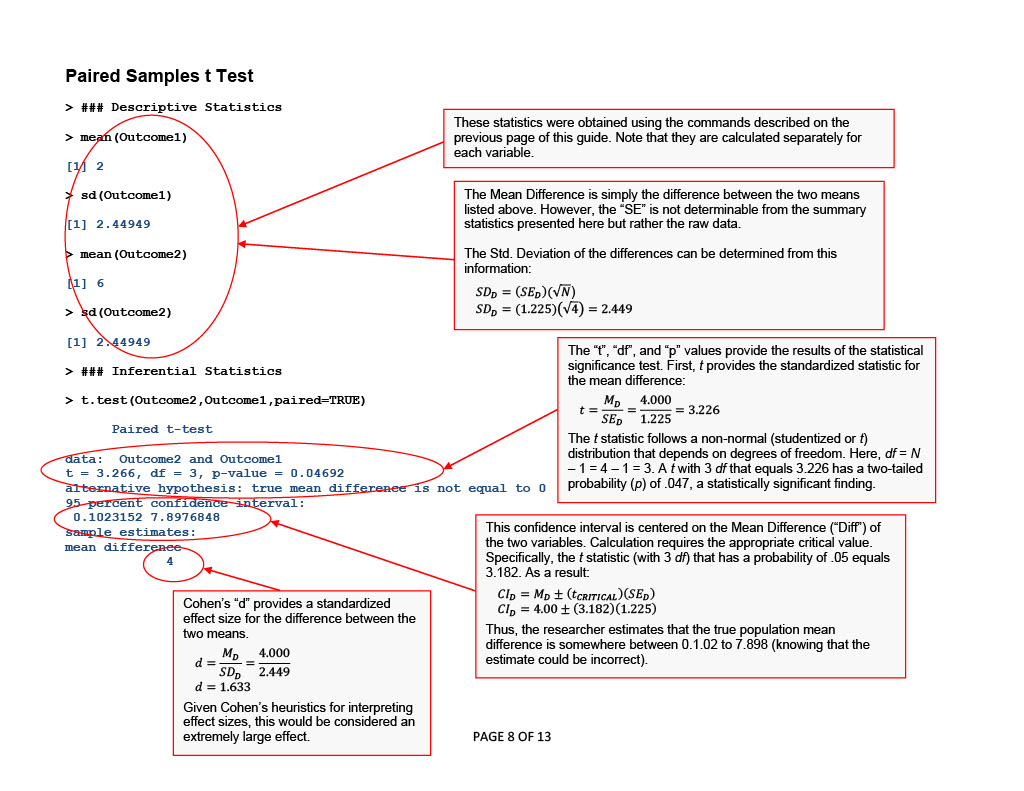 Paired Samples t Test
> ### Descriptive Statistics
> mean(Outcome1)
[1] 2
> sd(Outcome1)
[1] 2.44949
> mean(Outcome2)
[1] 6
> sd(Outcome2)
[1] 2.44949
> ### Inferential Statistics
> t.test(Outcome2,Outcome1,paired=TRUE)
Paired t-test
data:  Outcome2 and Outcome1
t = 3.266, df = 3, p-value = 0.04692
alternative hypothesis: true mean difference is not equal to 0
95 percent confidence interval:
0.1023152 7.8976848
sample estimates:
mean difference
4
These statistics were obtained using the commands described on the
previous page of this guide. Note that they are calculated separately for
each variable.
The Mean Difference is simply the difference between the two means
listed above. However, the “SE” is not determinable from the summary
statistics presented here but rather the raw data.
The Std. Deviation of the differences can be determined from this
information:
SD_D = (SE_D)(√N)
SD_D = (1.225)(√4) = 2.449
The “t”, “df”, and “p” values provide the results of the statistical
significance test. First, t provides the standardized statistic for
the mean difference:
t = M_D/SE_D = 4.000/1.225 = 3.226
The t statistic follows a non-normal (studentized or t)
distribution that depends on degrees of freedom. Here, df = N
– 1 = 4 – 1 = 3. A t with 3 df that equals 3.226 has a two-tailed
probability (p) of .047, a statistically significant finding.
This confidence interval is centered on the Mean Difference (“Diff”) of
the two variables. Calculation requires the appropriate critical value.
Specifically, the t statistic (with 3 df) that has a probability of .05 equals
3.182. As a result:
CI_D = M_D ± (t_CRITICAL)(SE_D)
CI_D = 4.00 ± (3.182)(1.225)
Thus, the researcher estimates that the true population mean
difference is somewhere between 0.1.02 to 7.898 (knowing that the
estimate could be incorrect).
Cohen’s “d” provides a standardized
effect size for the difference between the
two means.
d = M_D/SD_D = 4.000/2.449
d = 1.633
Given Cohen’s heuristics for interpreting
effect sizes, this would be considered an
extremely large effect.
PAGE 8 OF 13